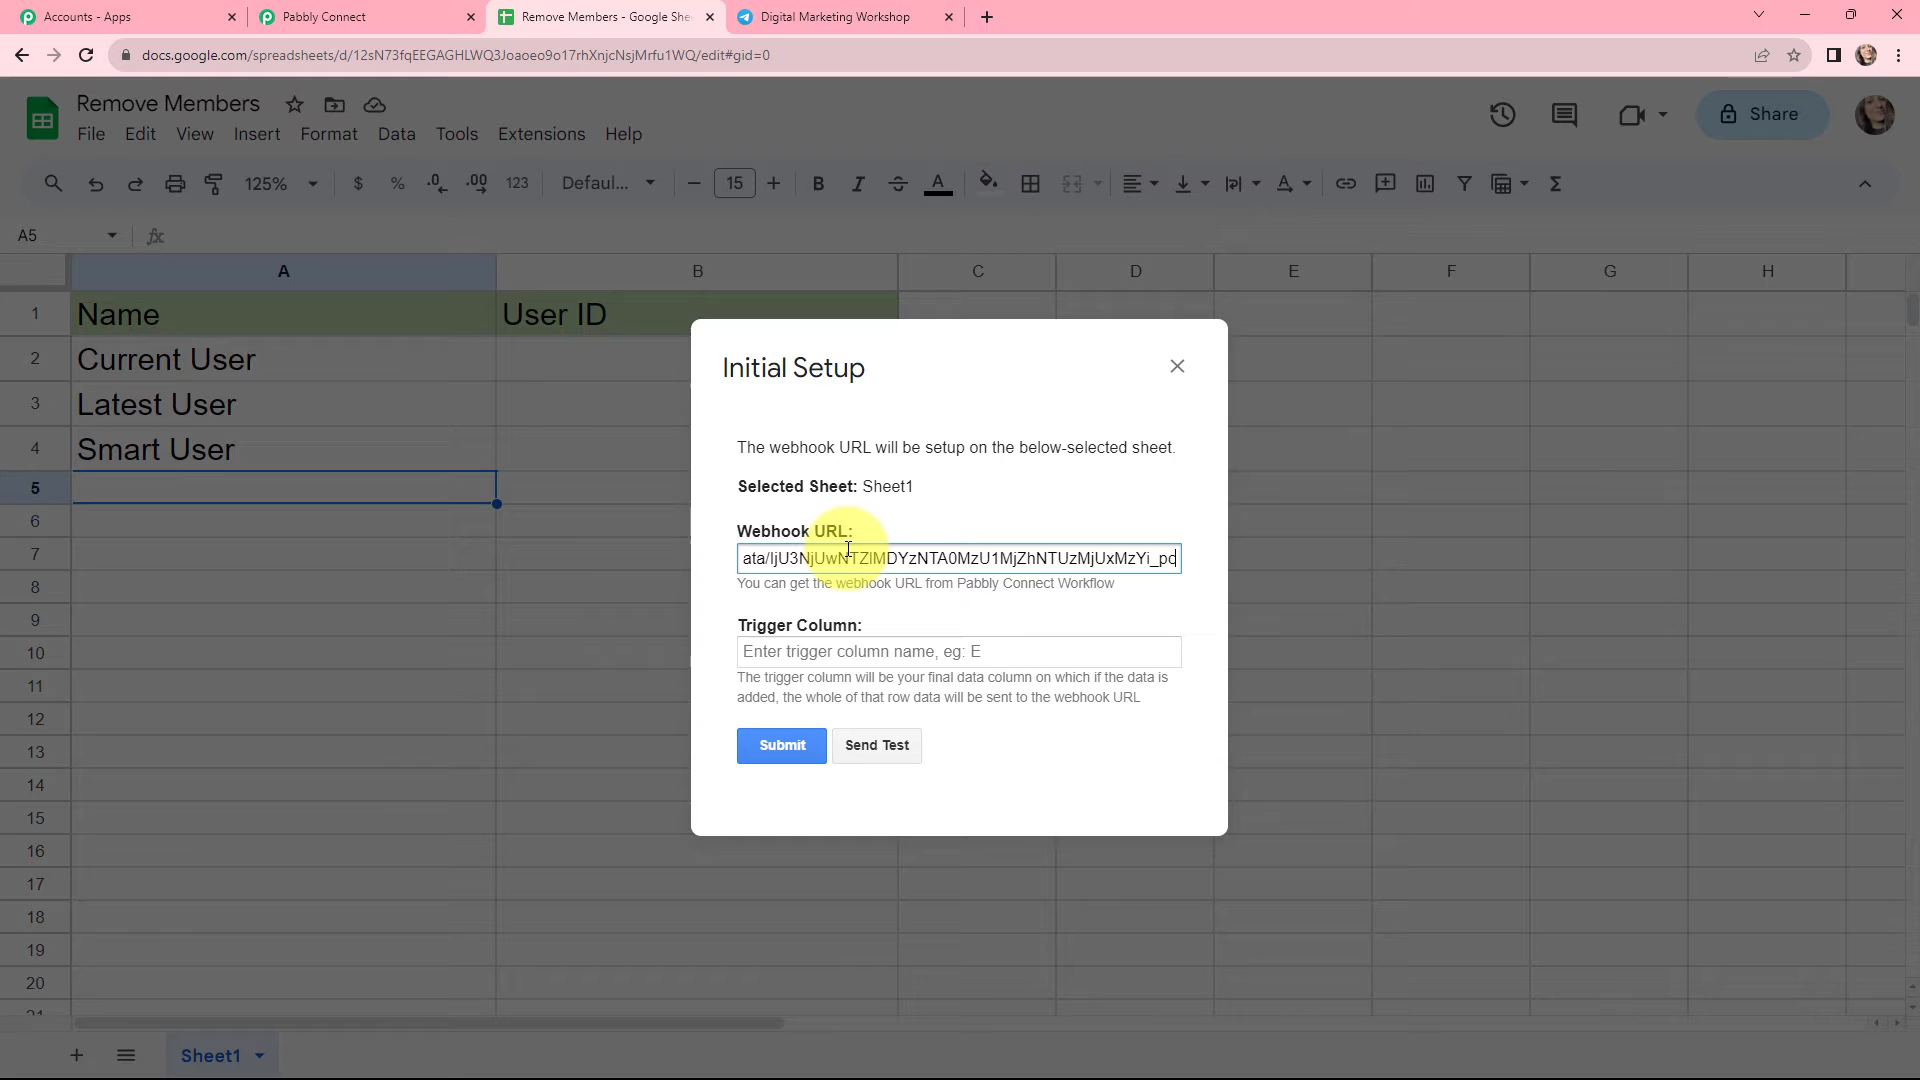 Accounts - Apps
Pabbly Connect
Remove Members - Google She
Digital Marketing Workshop
docs.google.com/spreadsheets/d/12sN73fqEEGAGHLWQ3Joaoeo9o17rhXnjcNsjMrfu1WQ/edit#gid=0
Remove Members
File Edit View Insert Format Data Tools Extensions Help
Share
125% $ % .0 .00 123 Defaul... 15 B I A
A5 fx
A B C D E F G H
1 Name User ID
2 Current User
3 Latest User
4 Smart User
5
6
7
8
9
10
11
12
13
14
15
16
17
18
19
20
21
Initial Setup
The webhook URL will be setup on the below-selected sheet.
Selected Sheet: Sheet1
Webhook URL:
ata/IjU3NjUwNTZlMDYzNTA0MzU1MjZhNTUzMjUxMzYi_pc
You can get the webhook URL from Pabbly Connect Workflow
Trigger Column:
Enter trigger column name, eg: E
The trigger column will be your final data column on which if the data is
added, the whole of that row data will be sent to the webhook URL
Submit Send Test
Sheet1